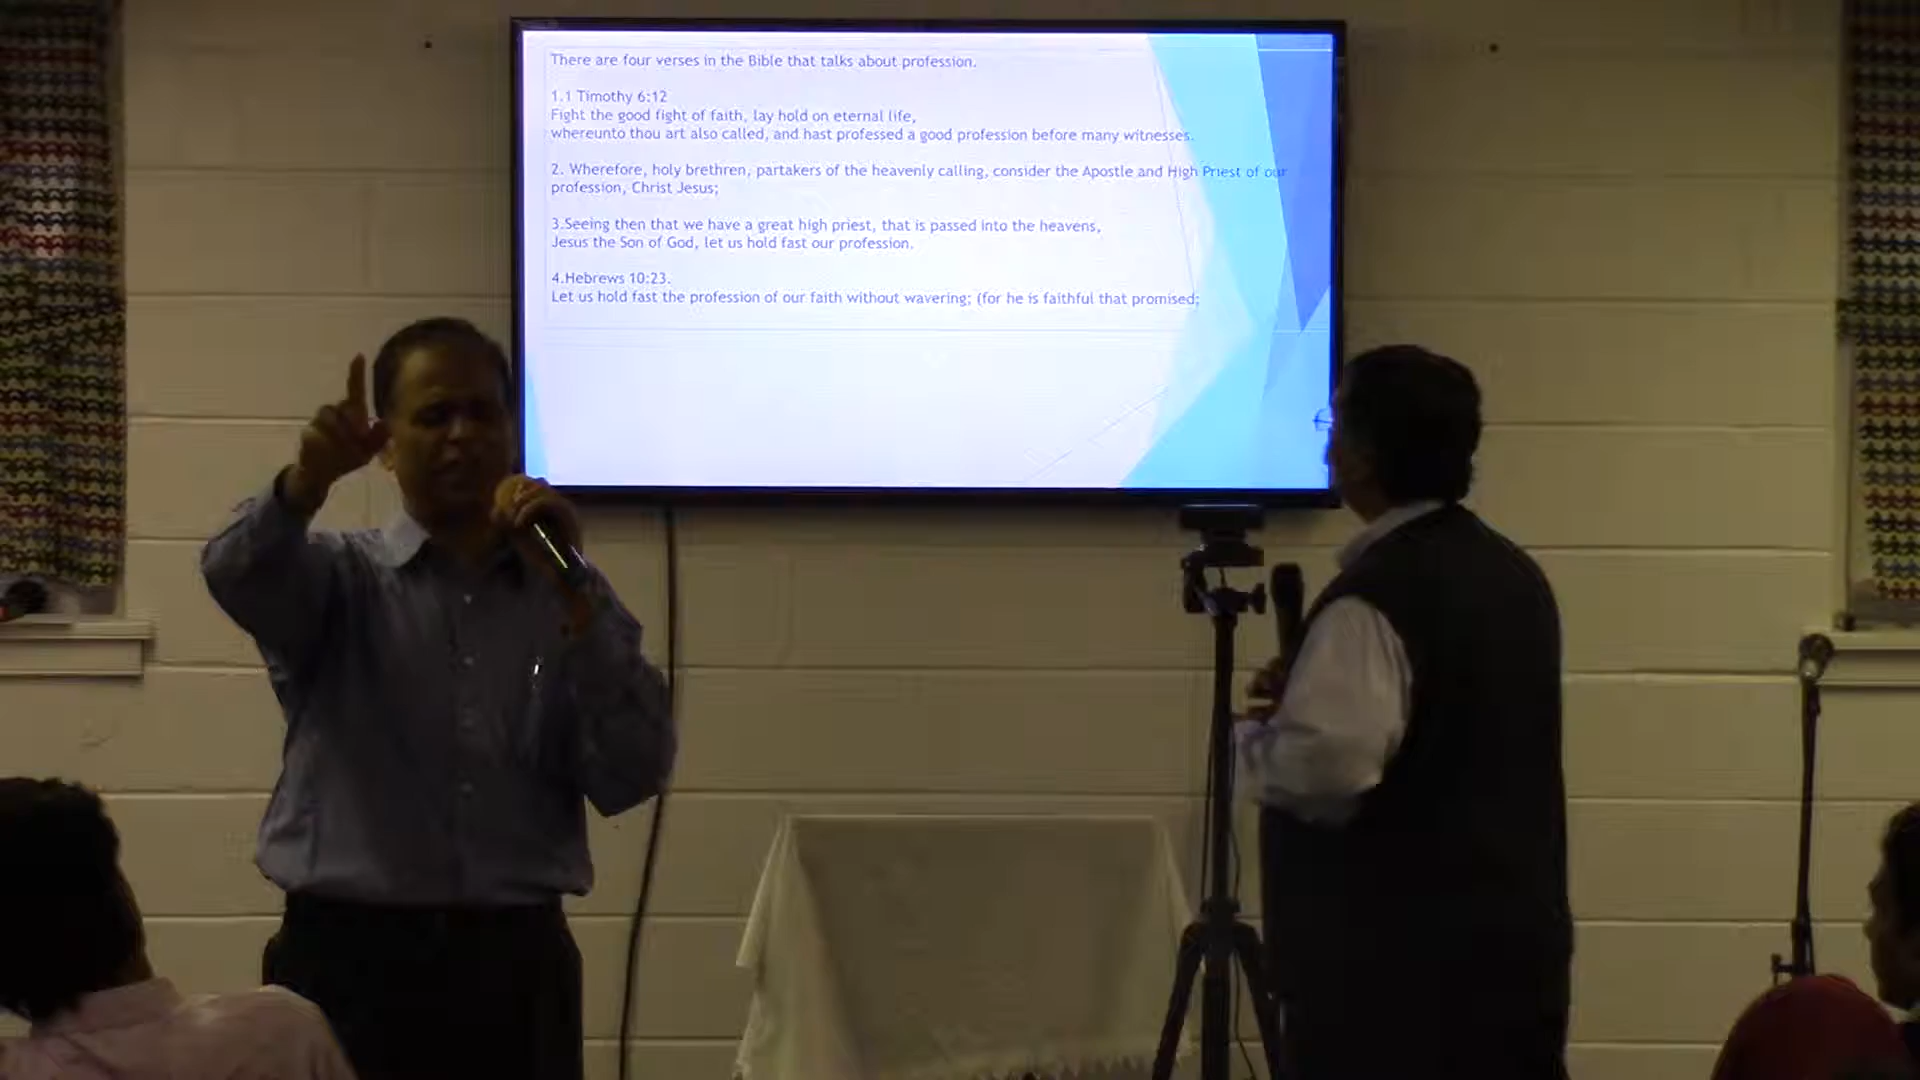 There are four verses in the Bible that talks about profession.
1.1 Timothy 6:12
Fight the good fight of faith, lay hold on eternal life,
whereunto thou art also called, and hast professed a good profession before many witnesses.
2. Wherefore, holy brethren, partakers of the heavenly calling, consider the Apostle and High Priest of our
profession, Christ Jesus;
3.Seeing then that we have a great high priest, that is passed into the heavens,
Jesus the Son of God, let us hold fast our profession.
4.Hebrews 10:23.
Let us hold fast the profession of our faith without wavering; (for he is faithful that promised;